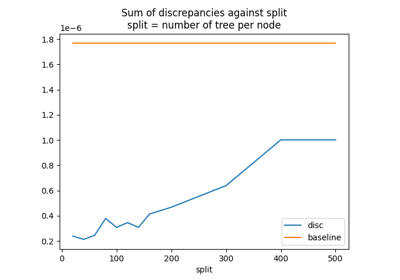 Sum of discrepancies against split
split = number of tree per node
1e−6
1.8
1.6
1.4
1.2
1.0
0.8
0.6
0.4
0.2
0
100
200
300
400
500
split
disc
baseline